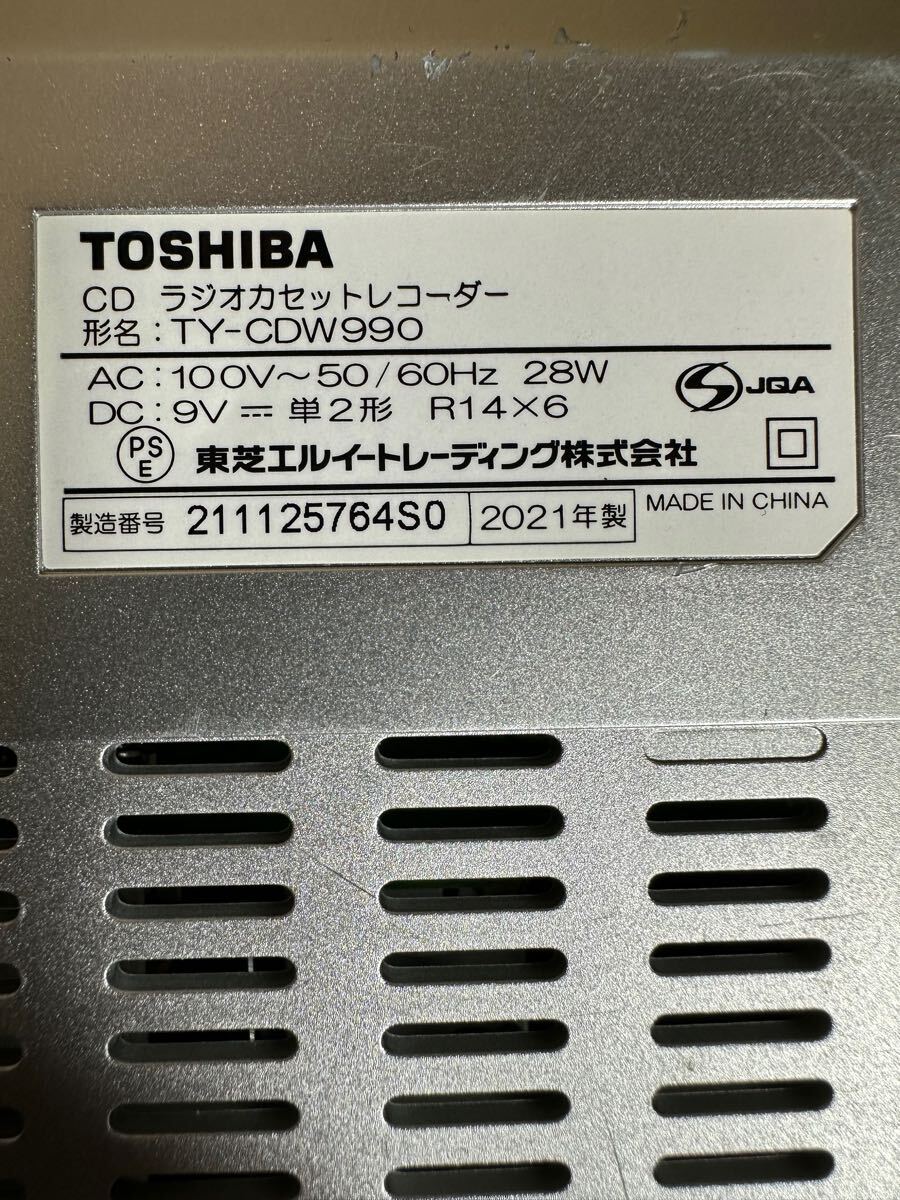 TOSHIBA
CD ラジオカセットレコーダー
形名：TY-CDW990
AC：100V～50/60Hz 28W
JQA
DC：9V ⎓ 単2形 R14×6
PSE 東芝エルイートレーディング株式会社
製造番号 211125764S0 2021年製 MADE IN CHINA